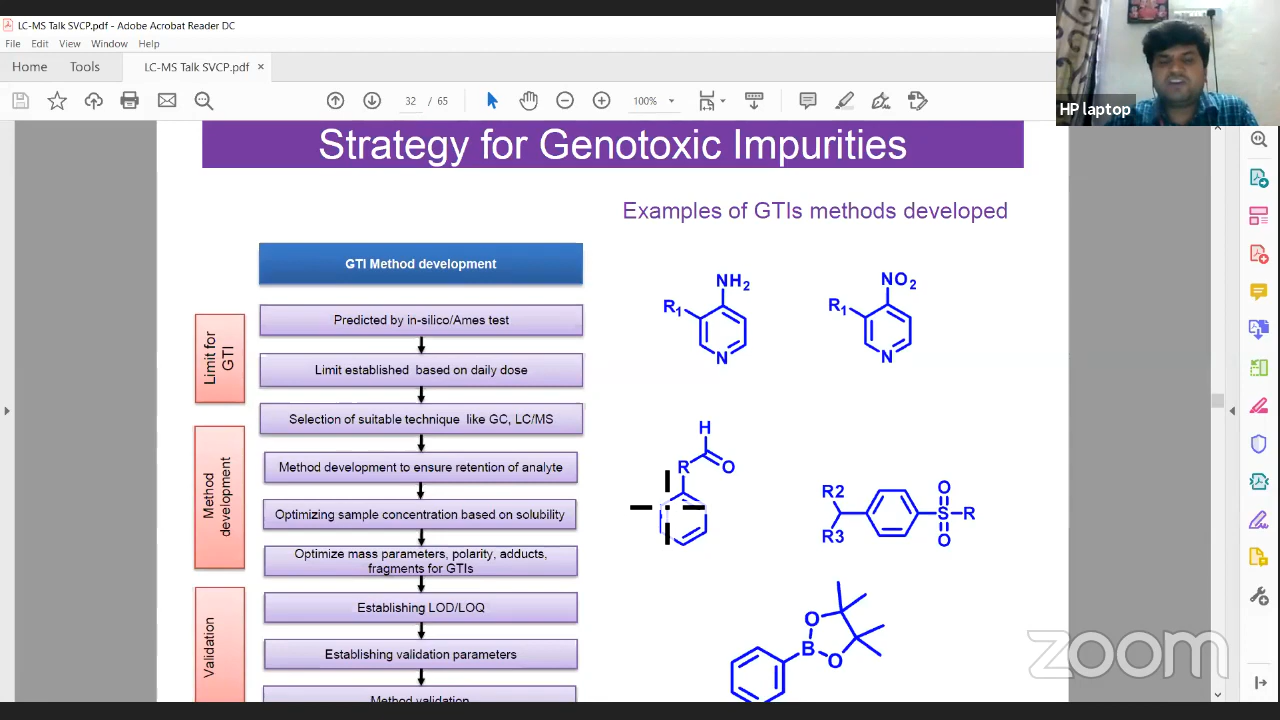 LC-MS Talk SVCP.pdf - Adobe Acrobat Reader DC
File Edit View Window Help
Home Tools LC-MS Talk SVCP.pdf ×
32 / 65 100%
HP laptop
Strategy for Genotoxic Impurities
Examples of GTIs methods developed
GTI Method development
Limit for
GTI
Predicted by in-silico/Ames test
Limit established based on daily dose
Method
development
Selection of suitable technique like GC, LC/MS
Method development to ensure retention of analyte
Optimizing sample concentration based on solubility
Optimize mass parameters, polarity, adducts,
fragments for GTIs
Validation
Establishing LOD/LOQ
Establishing validation parameters
Method validation
NH2
R1
N
NO2
R1
N
H
R O
R2
R3
O
S R
O
O
B
O
zoom